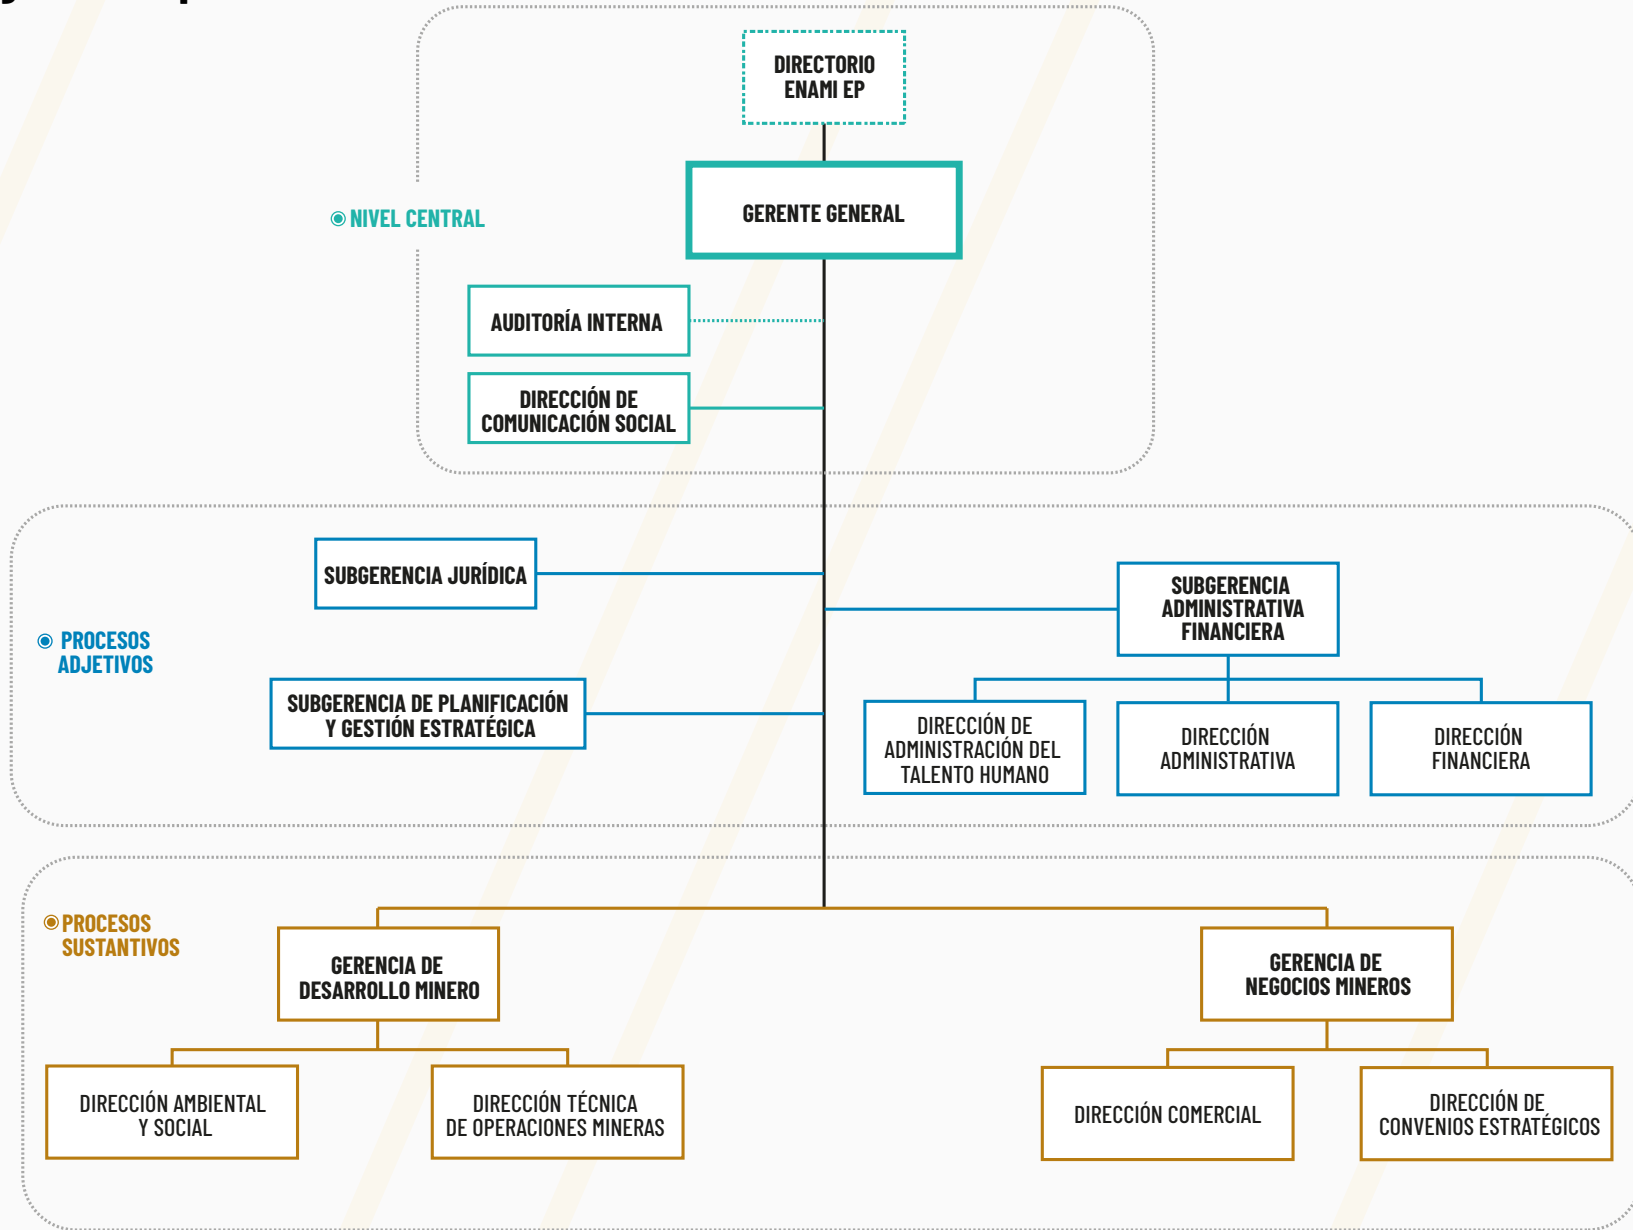 DIRECTORIO
ENAMI EP
GERENTE GENERAL
NIVEL CENTRAL
AUDITORÍA INTERNA
DIRECCIÓN DE
COMUNICACIÓN SOCIAL
SUBGERENCIA JURÍDICA
SUBGERENCIA
ADMINISTRATIVA
FINANCIERA
PROCESOS
ADJETIVOS
SUBGERENCIA DE PLANIFICACIÓN
Y GESTIÓN ESTRATÉGICA
DIRECCIÓN DE
ADMINISTRACIÓN DEL
TALENTO HUMANO
DIRECCIÓN
ADMINISTRATIVA
DIRECCIÓN
FINANCIERA
PROCESOS
SUSTANTIVOS
GERENCIA DE
DESARROLLO MINERO
GERENCIA DE
NEGOCIOS MINEROS
DIRECCIÓN AMBIENTAL
Y SOCIAL
DIRECCIÓN TÉCNICA
DE OPERACIONES MINERAS
DIRECCIÓN COMERCIAL
DIRECCIÓN DE
CONVENIOS ESTRATÉGICOS